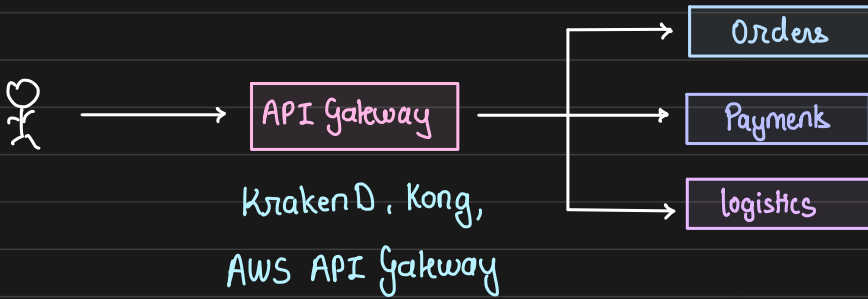 Orders
API Gateway
Payments
KrakenD, Kong,
logistics
AWS API Gateway